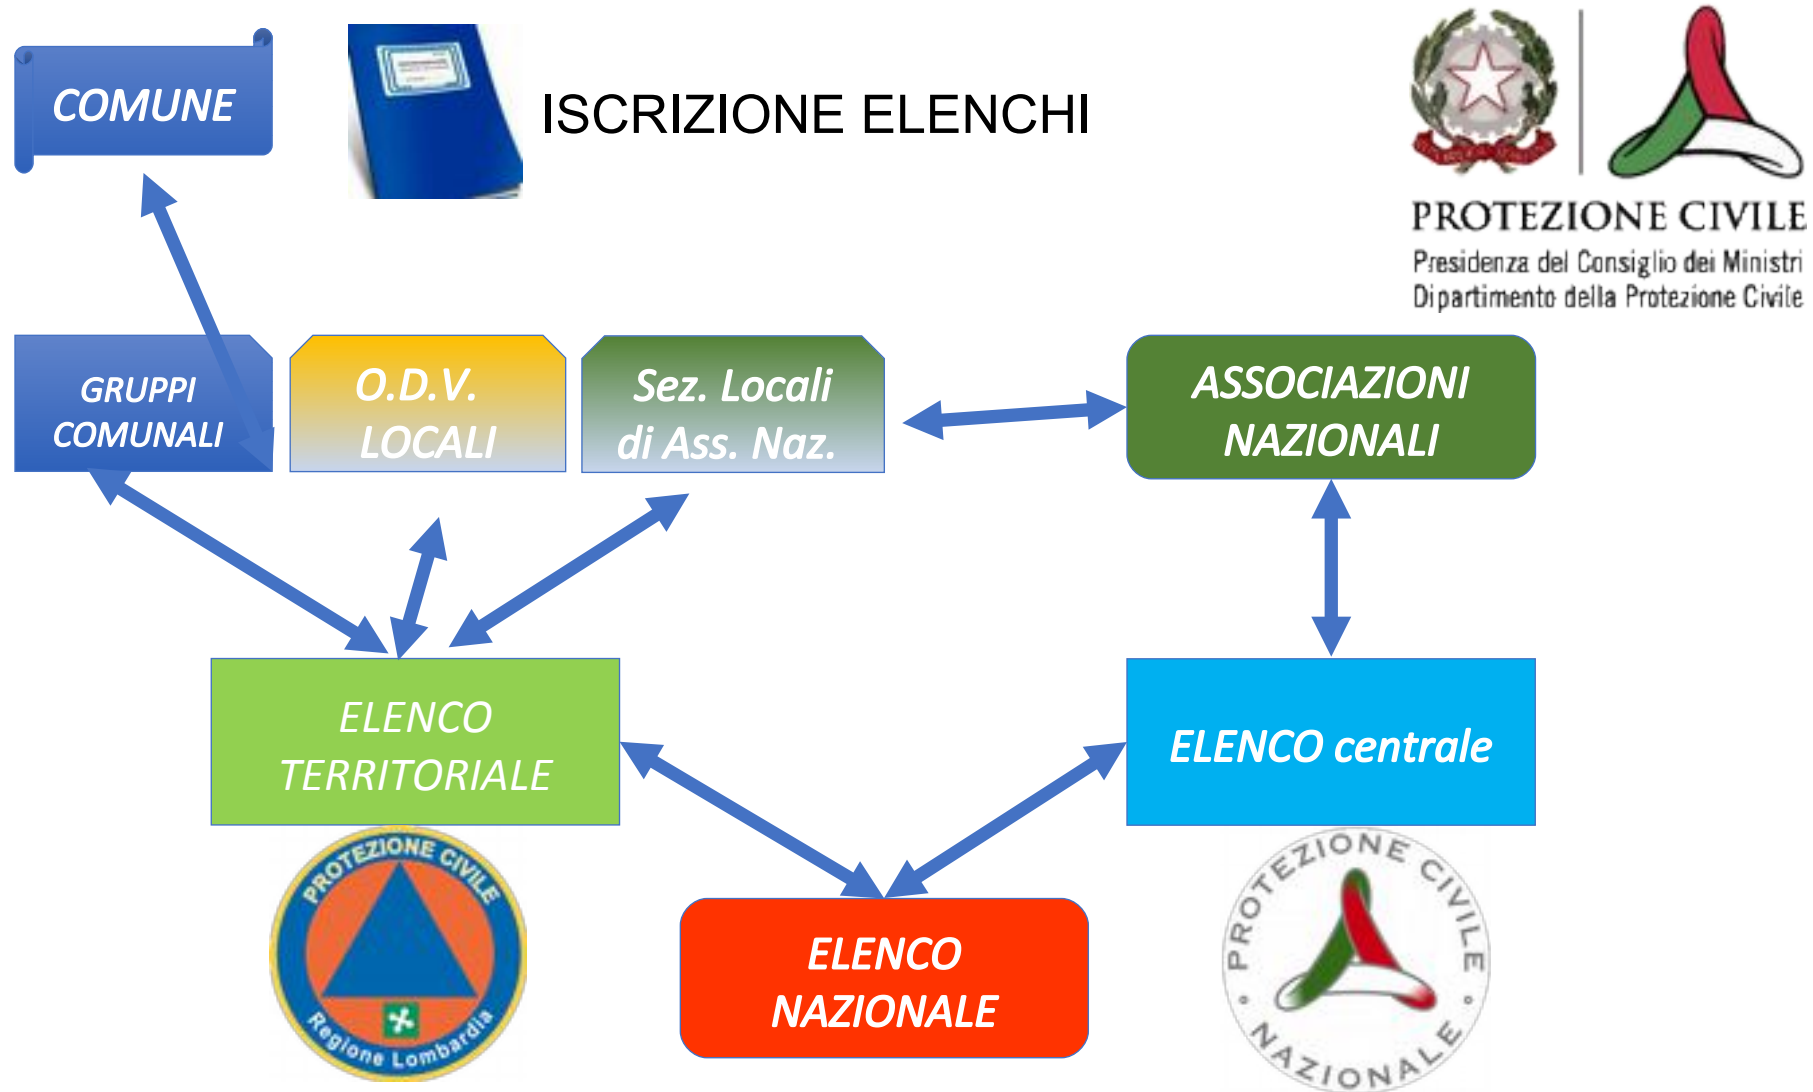 COMUNE
ISCRIZIONE ELENCHI
PROTEZIONE CIVILE
Presidenza del Consiglio dei Ministri
Dipartimento della Protezione Civile
GRUPPI
COMUNALI
O.D.V.
LOCALI
Sez. Locali
di Ass. Naz.
ASSOCIAZIONI
NAZIONALI
ELENCO
TERRITORIALE
ELENCO centrale
PROTEZIONE CIVILE
Regione Lombardia
ELENCO
NAZIONALE
PROTEZIONE CIVILE
NAZIONALE